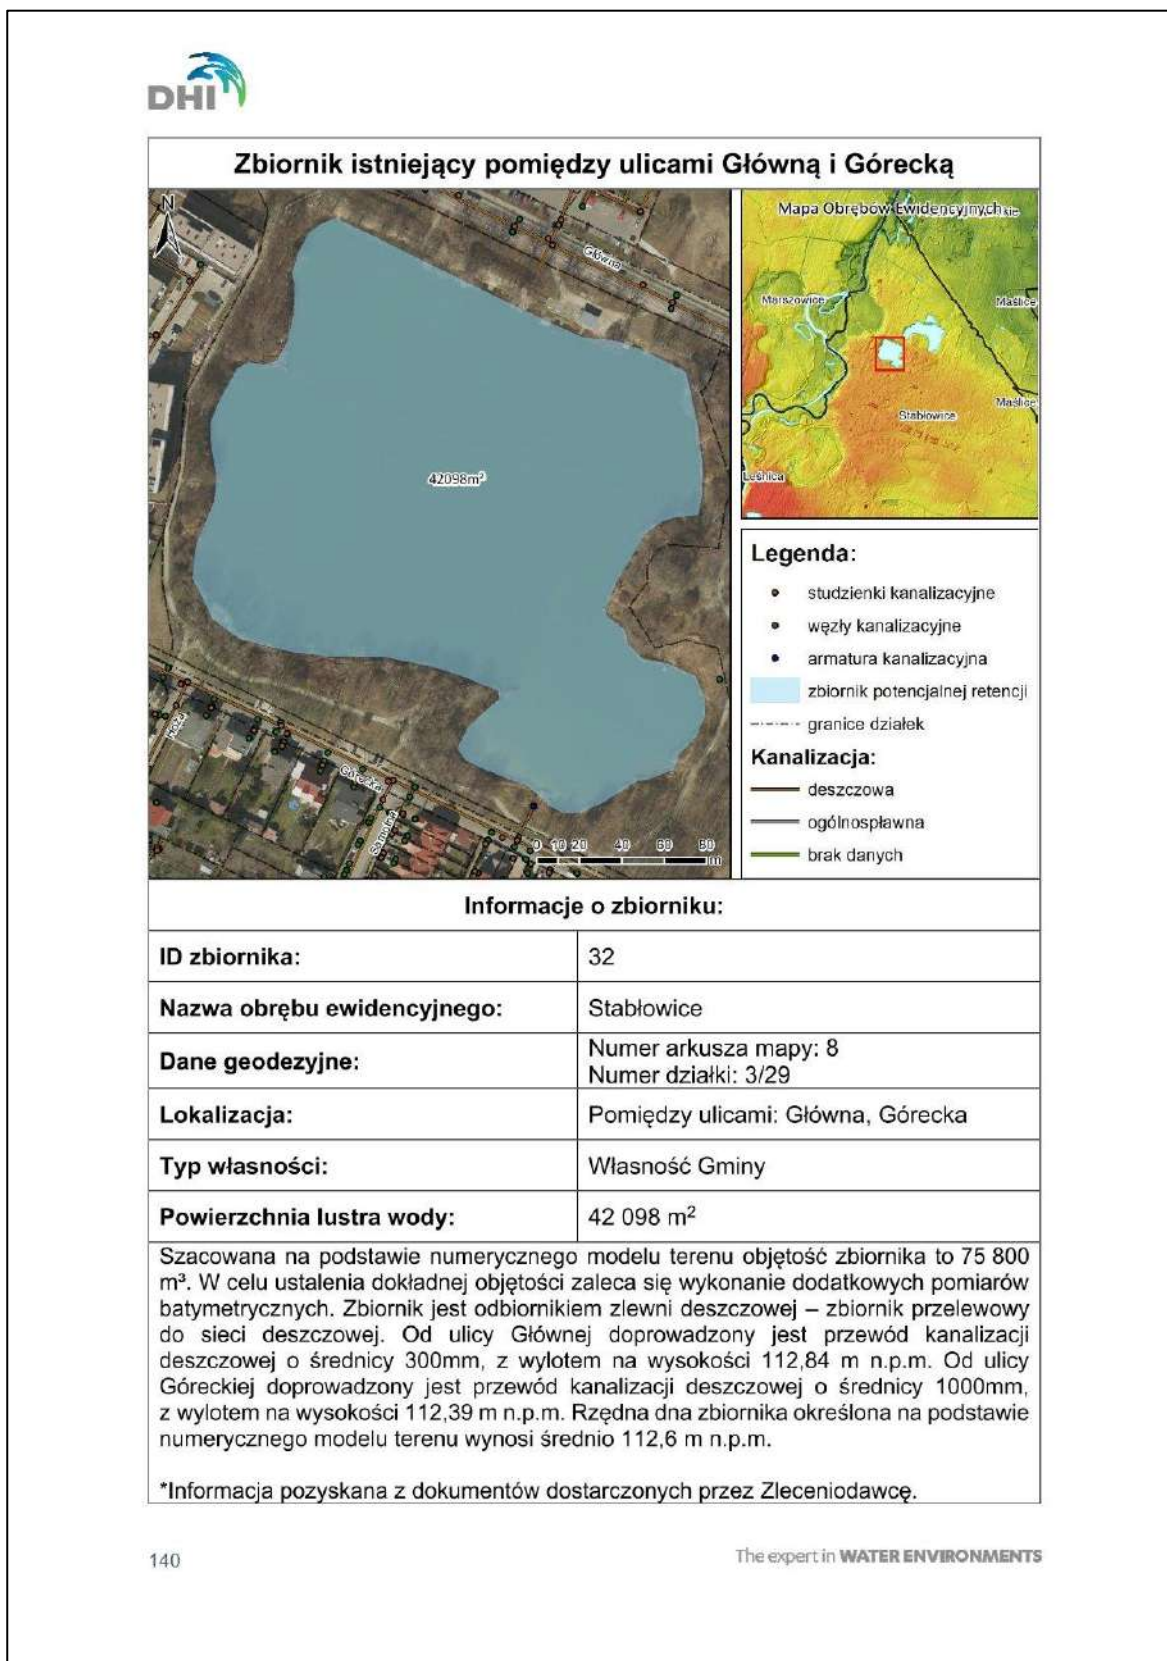 DHI
Zbiornik istniejący pomiędzy ulicami Główną i Górecką
N
Główna
42098m²
Hoża
Górecka
0 10 20 40 60 80
m
Mapa Obrębów Ewidencyjnych
Marszowice
Maślice
Maślice
Stabłowice
Leśnica
Legenda:
studzienki kanalizacyjne
węzły kanalizacyjne
armatura kanalizacyjna
zbiornik potencjalnej retencji
granice działek
Kanalizacja:
deszczowa
ogólnospławna
brak danych
Informacje o zbiorniku:
ID zbiornika: 32
Nazwa obrębu ewidencyjnego: Stabłowice
Dane geodezyjne: Numer arkusza mapy: 8
Numer działki: 3/29
Lokalizacja: Pomiędzy ulicami: Główna, Górecka
Typ własności: Własność Gminy
Powierzchnia lustra wody: 42 098 m²
Szacowana na podstawie numerycznego modelu terenu objętość zbiornika to 75 800
m³. W celu ustalenia dokładnej objętości zaleca się wykonanie dodatkowych pomiarów
batymetrycznych. Zbiornik jest odbiornikiem zlewni deszczowej – zbiornik przelewowy
do sieci deszczowej. Od ulicy Głównej doprowadzony jest przewód kanalizacji
deszczowej o średnicy 300mm, z wylotem na wysokości 112,84 m n.p.m. Od ulicy
Góreckiej doprowadzony jest przewód kanalizacji deszczowej o średnicy 1000mm,
z wylotem na wysokości 112,39 m n.p.m. Rzędna dna zbiornika określona na podstawie
numerycznego modelu terenu wynosi średnio 112,6 m n.p.m.
*Informacja pozyskana z dokumentów dostarczonych przez Zleceniodawcę.
140
The expert in WATER ENVIRONMENTS